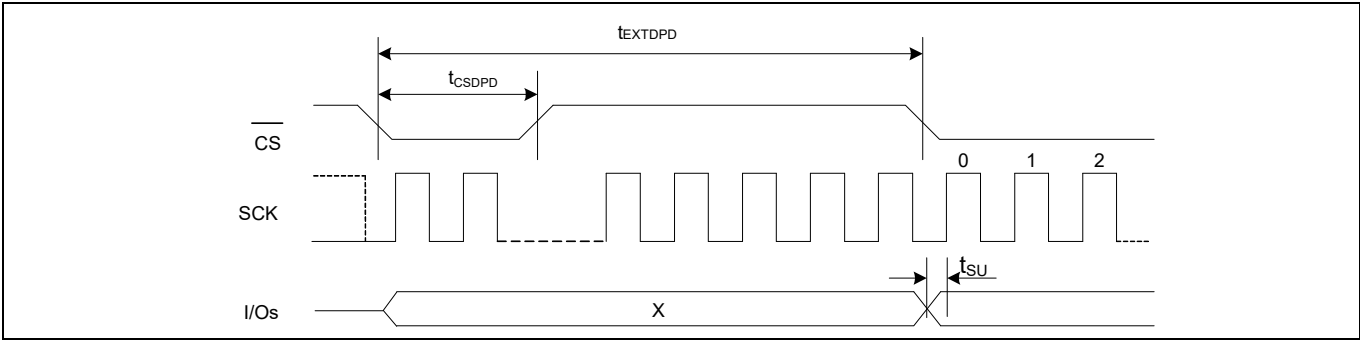 tEXTDPD
tCSDPD
CS
0 1 2
SCK
tSU
I/Os X